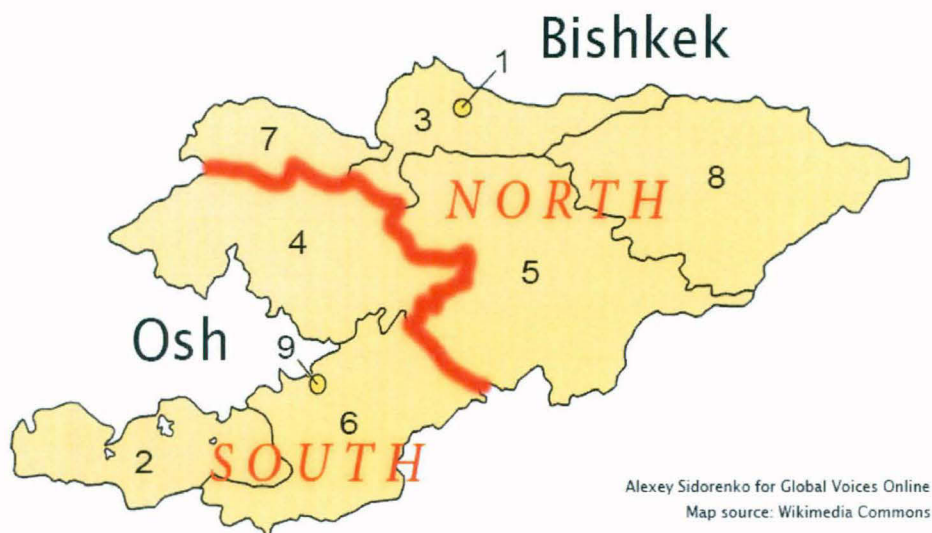 Bishkek
1
3
7
8
NORTH
4
5
Osh
9
6
2
SOUTH
Alexey Sidorenko for Global Voices Online
Map source: Wikimedia Commons